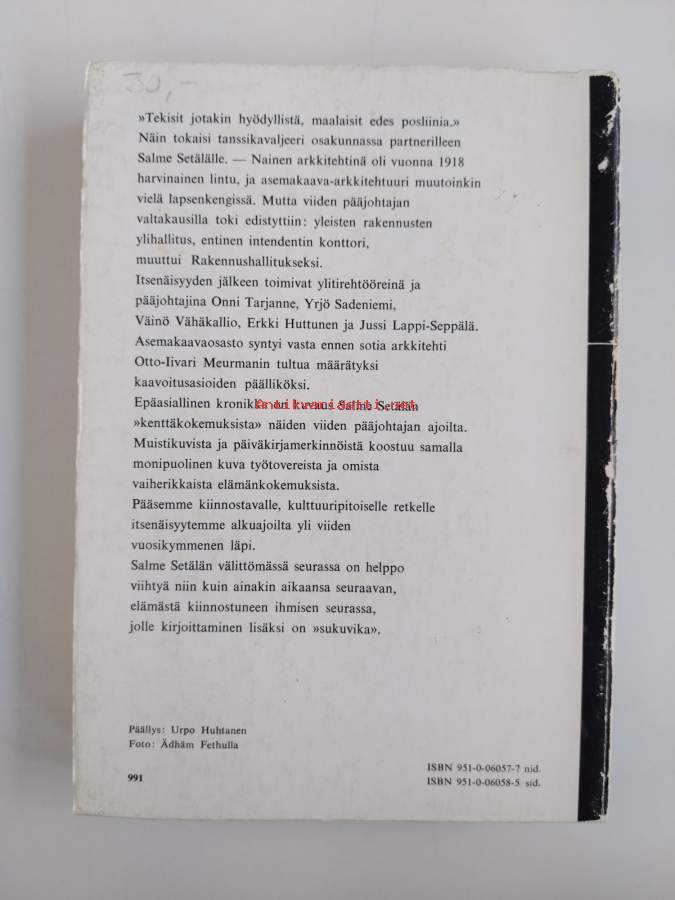 30,-
»Tekisit jotakin hyödyllistä, maalaisit edes posliinia.»
Näin tokaisi tanssikavaljeeri osakunnassa partnerilleen
Salme Setälälle. — Nainen arkkitehtinä oli vuonna 1918
harvinainen lintu, ja asemakaava-arkkitehtuuri muutoinkin
vielä lapsenkengissä. Mutta viiden pääjohtajan
valtakausilla toki edistyttiin: yleisten rakennusten
ylihallitus, entinen intendentin konttori,
muuttui Rakennushallitukseksi.
Itsenäisyyden jälkeen toimivat ylitirehtööreinä ja
pääjohtajina Onni Tarjanne, Yrjö Sadeniemi,
Väinö Vähäkallio, Erkki Huttunen ja Jussi Lappi-Seppälä.
Asemakaavaosasto syntyi vasta ennen sotia arkkitehti
Otto-Iivari Meurmanin tultua määrätyksi
kaavoitusasioiden päälliköksi.
Epäasiallinen kronikka on kuvaus Salme Setälän
»kenttäkokemuksista» näiden viiden pääjohtajan ajoilta.
Muistikuvista ja päiväkirjamerkinnöistä koostuu samalla
monipuolinen kuva työtovereista ja omista
vaiherikkaista elämänkokemuksista.
Pääsemme kiinnostavalle, kulttuuripitoiselle retkelle
itsenäisyytemme alkuajoilta yli viiden
vuosikymmenen läpi.
Salme Setälän välittömässä seurassa on helppo
viihtyä niin kuin ainakin aikaansa seuraavan,
elämästä kiinnostuneen ihmisen seurassa,
jolle kirjoittaminen lisäksi on »sukuvika».
Päällys: Urpo Huhtanen
Foto: Ädhäm Fethulla
991
ISBN 951-0-06057-7 nid.
ISBN 951-0-06058-5 sid.